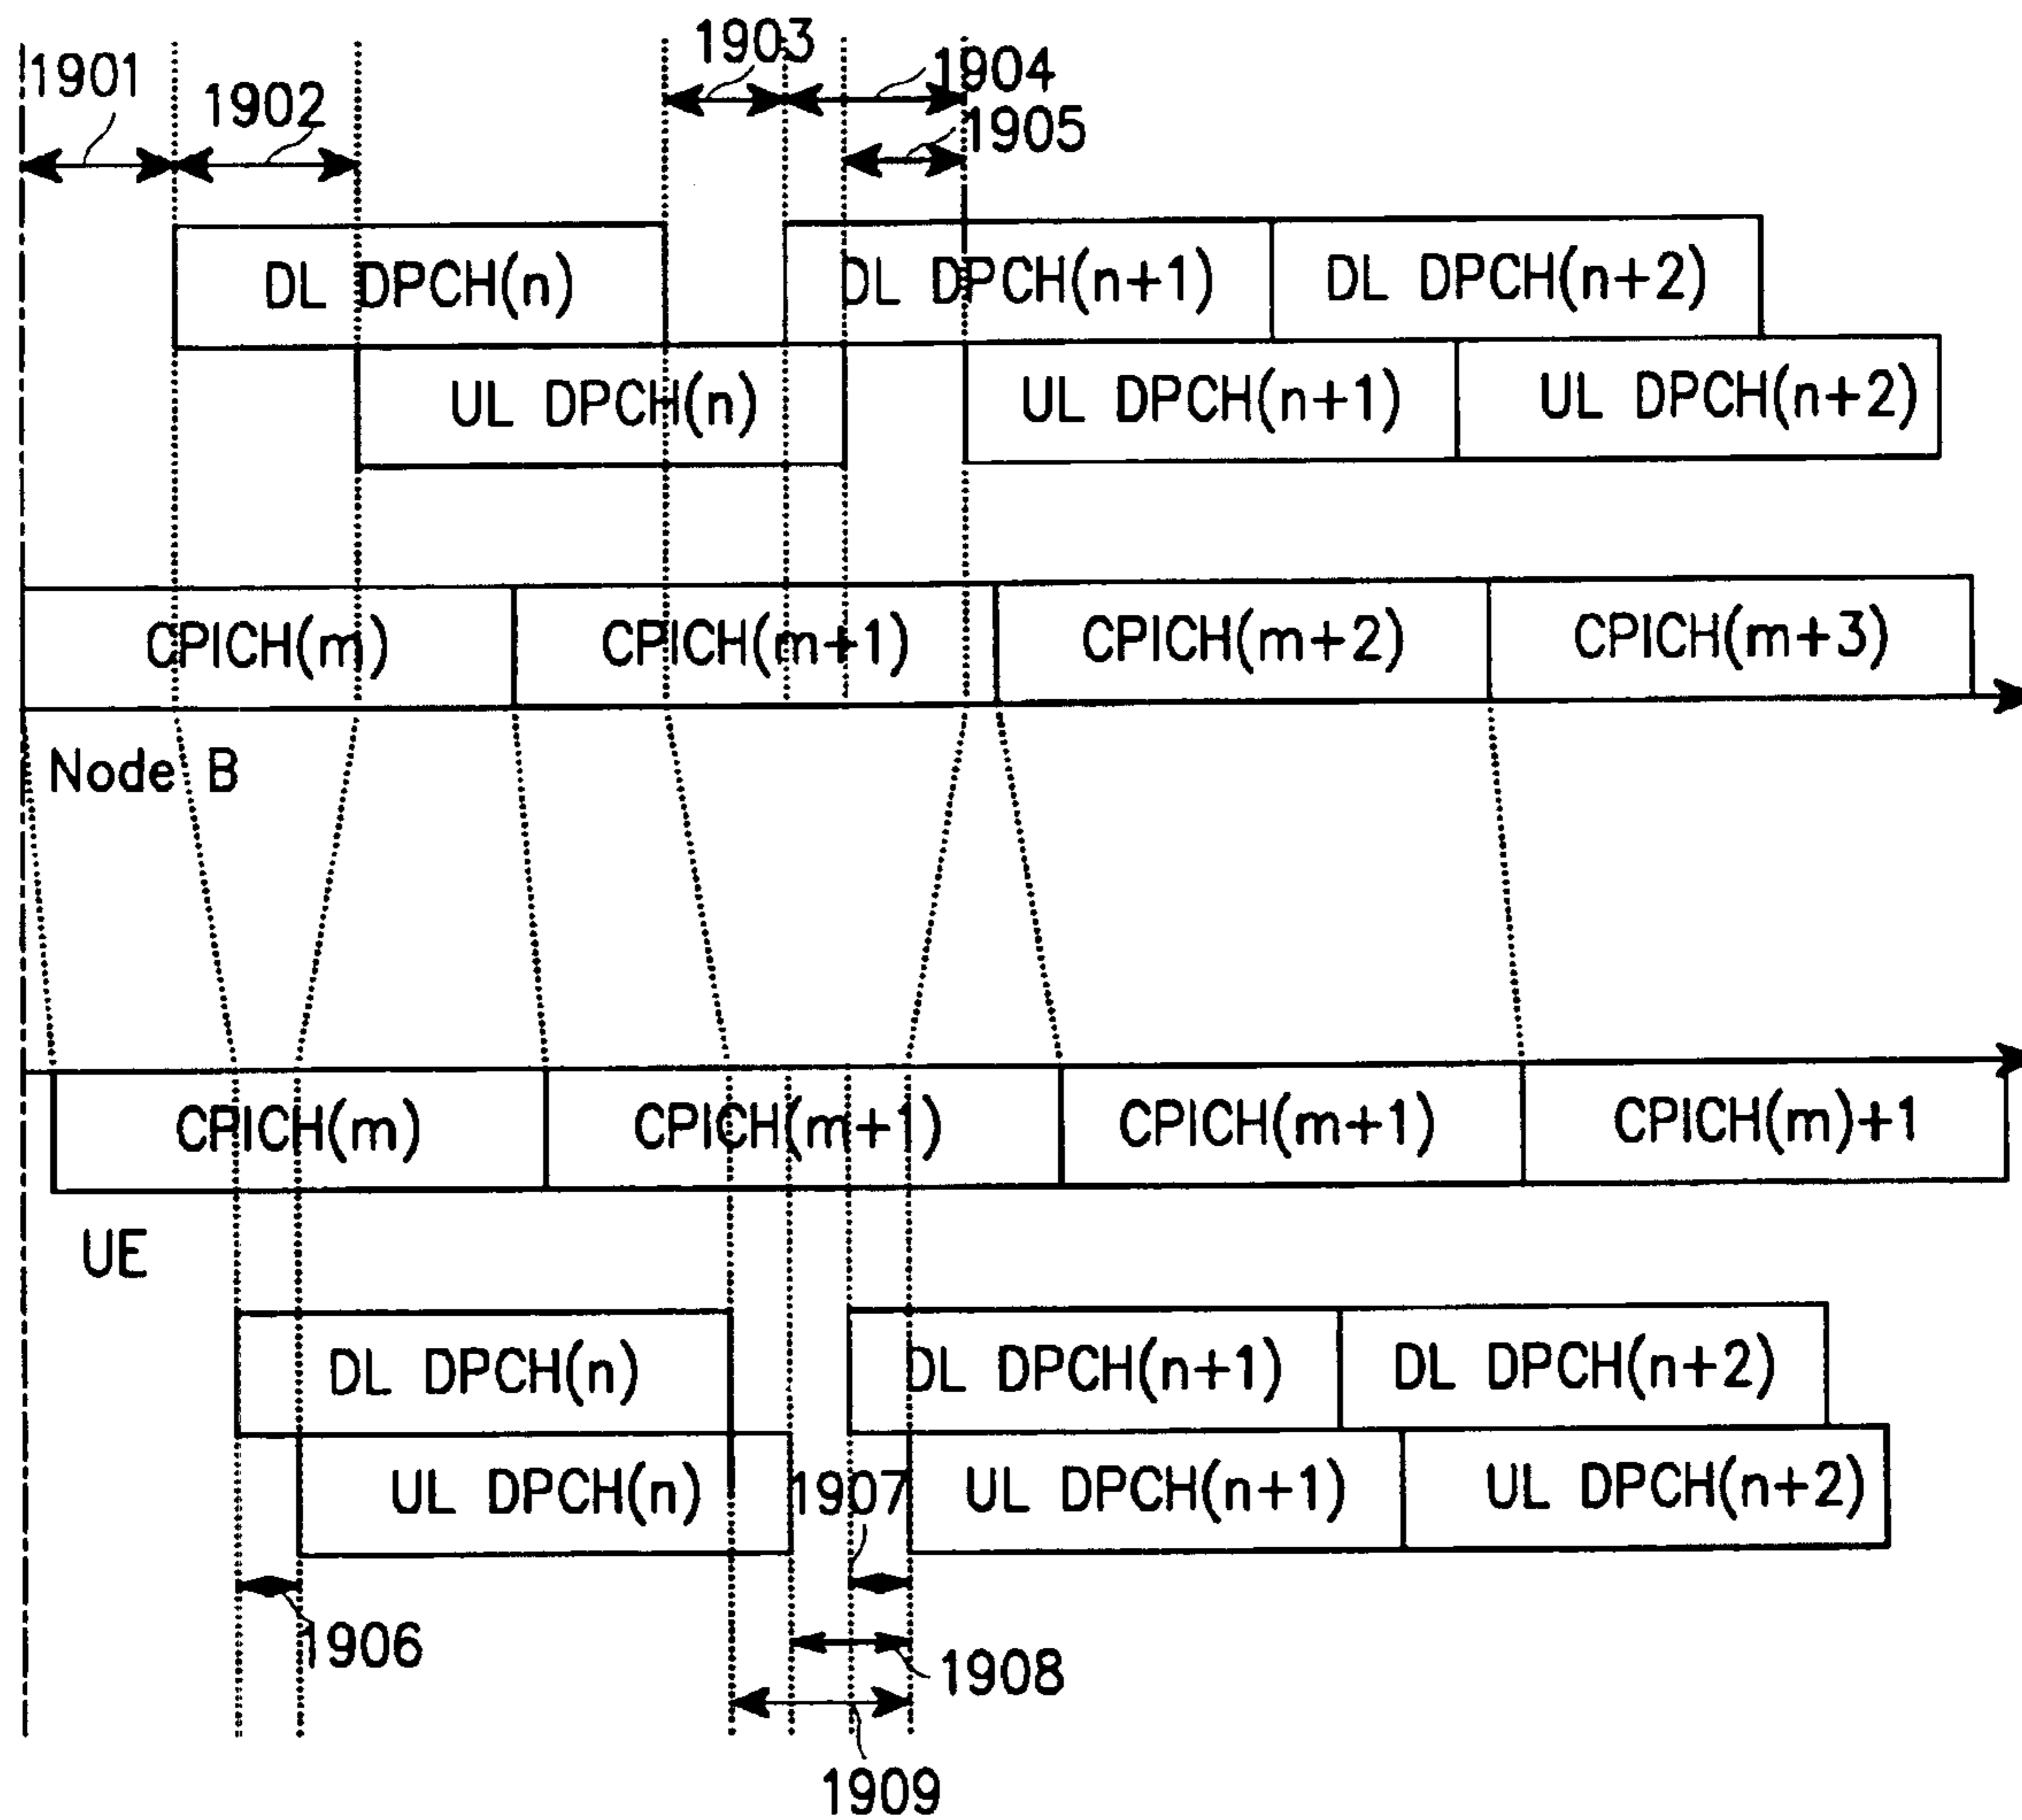 1903
1901
1904
1902
1905
DL DPCH(n)
DL DPCH(n+1)
DL DPCH(n+2)
UL DPCH(n)
UL DPCH(n+1)
UL DPCH(n+2)
CPICH(m)
CPICH(m+1)
CPICH(m+2)
CPICH(m+3)
Node B
CPICH(m)
CPICH(m+1)
CPICH(m+1)
CPICH(m)+1
UE
DL DPCH(n)
DL DPCH(n+1)
DL DPCH(n+2)
UL DPCH(n)
1907
UL DPCH(n+1)
UL DPCH(n+2)
1906
1908
1909